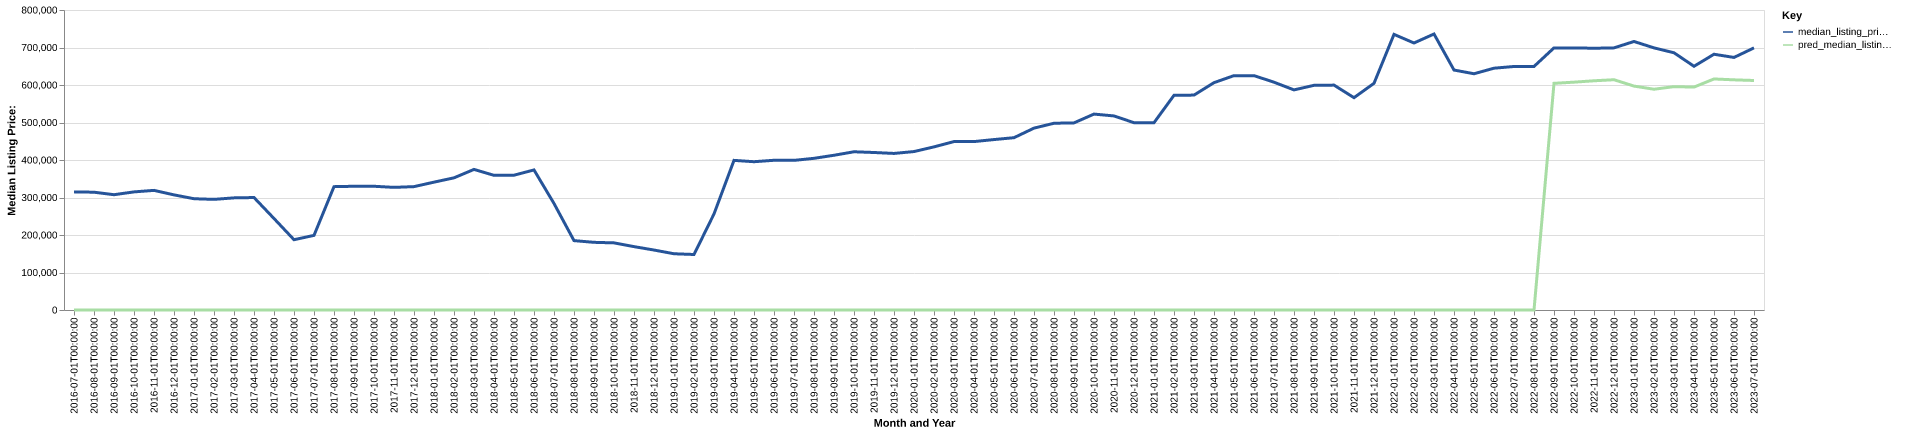 800,000
700,000
600,000
500,000
400,000
300,000
200,000
100,000
0
Median Listing Price:
2016-07-01T00:00:00
2016-08-01T00:00:00
2016-09-01T00:00:00
2016-10-01T00:00:00
2016-11-01T00:00:00
2016-12-01T00:00:00
2017-01-01T00:00:00
2017-02-01T00:00:00
2017-03-01T00:00:00
2017-04-01T00:00:00
2017-05-01T00:00:00
2017-06-01T00:00:00
2017-07-01T00:00:00
2017-08-01T00:00:00
2017-09-01T00:00:00
2017-10-01T00:00:00
2017-11-01T00:00:00
2017-12-01T00:00:00
2018-01-01T00:00:00
2018-02-01T00:00:00
2018-03-01T00:00:00
2018-04-01T00:00:00
2018-05-01T00:00:00
2018-06-01T00:00:00
2018-07-01T00:00:00
2018-08-01T00:00:00
2018-09-01T00:00:00
2018-10-01T00:00:00
2018-11-01T00:00:00
2018-12-01T00:00:00
2019-01-01T00:00:00
2019-02-01T00:00:00
2019-03-01T00:00:00
2019-04-01T00:00:00
2019-05-01T00:00:00
2019-06-01T00:00:00
2019-07-01T00:00:00
2019-08-01T00:00:00
2019-09-01T00:00:00
2019-10-01T00:00:00
2019-11-01T00:00:00
2019-12-01T00:00:00
2020-01-01T00:00:00
2020-02-01T00:00:00
2020-03-01T00:00:00
2020-04-01T00:00:00
2020-05-01T00:00:00
2020-06-01T00:00:00
2020-07-01T00:00:00
2020-08-01T00:00:00
2020-09-01T00:00:00
2020-10-01T00:00:00
2020-11-01T00:00:00
2020-12-01T00:00:00
2021-01-01T00:00:00
2021-02-01T00:00:00
2021-03-01T00:00:00
2021-04-01T00:00:00
2021-05-01T00:00:00
2021-06-01T00:00:00
2021-07-01T00:00:00
2021-08-01T00:00:00
2021-09-01T00:00:00
2021-10-01T00:00:00
2021-11-01T00:00:00
2021-12-01T00:00:00
2022-01-01T00:00:00
2022-02-01T00:00:00
2022-03-01T00:00:00
2022-04-01T00:00:00
2022-05-01T00:00:00
2022-06-01T00:00:00
2022-07-01T00:00:00
2022-08-01T00:00:00
2022-09-01T00:00:00
2022-10-01T00:00:00
2022-11-01T00:00:00
2022-12-01T00:00:00
2023-01-01T00:00:00
2023-02-01T00:00:00
2023-03-01T00:00:00
2023-04-01T00:00:00
2023-05-01T00:00:00
2023-06-01T00:00:00
2023-07-01T00:00:00
Month and Year
Key
median_listing_pri…
pred_median_listin…